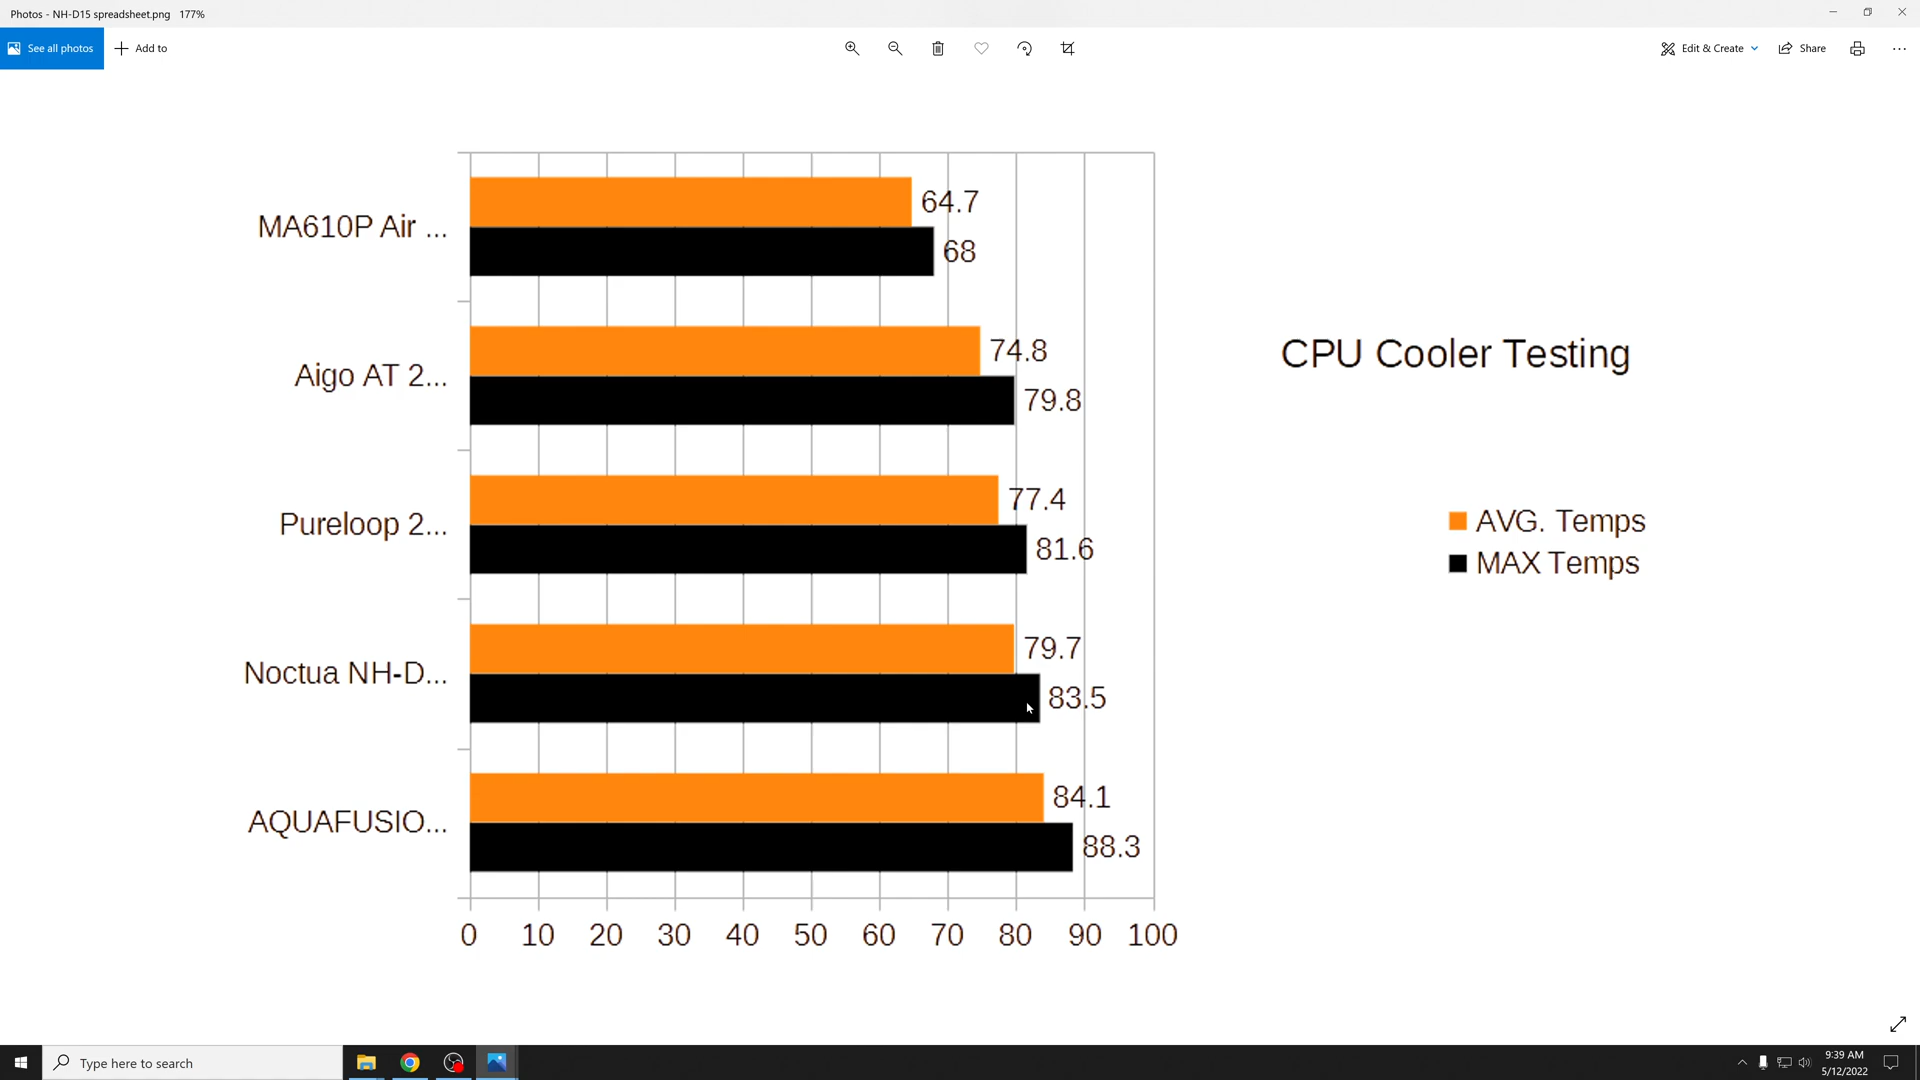 Photos - NH-D15 spreadsheet.png 177%
See all photos
Add to
Edit & Create
Share
MA610P Air ...
64.7
68
Aigo AT 2...
74.8
79.8
CPU Cooler Testing
Pureloop 2...
77.4
81.6
AVG. Temps
MAX Temps
Noctua NH-D...
79.7
83.5
AQUAFUSIO...
84.1
88.3
0 10 20 30 40 50 60 70 80 90 100
Type here to search
9:39 AM
5/12/2022